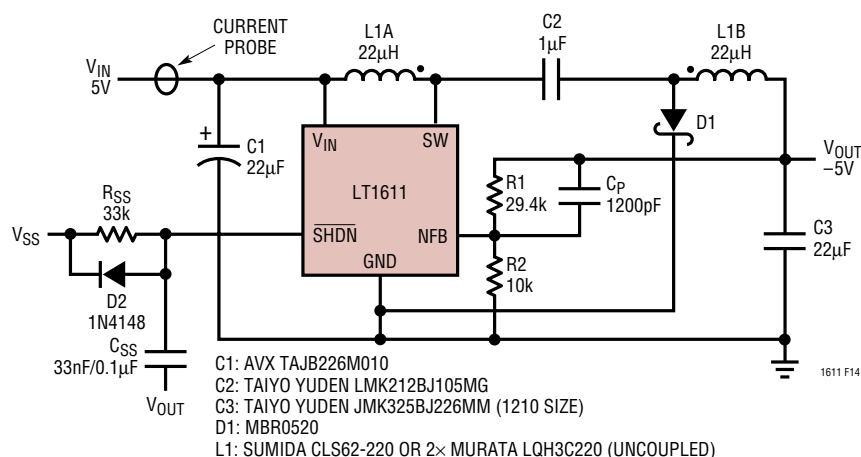 CURRENT
PROBE
L1A
22µH
C2
1µF
L1B
22µH
VIN
5V
D1
+
C1
22µF
VIN
SW
LT1611
SHDN
NFB
GND
R1
29.4k
CP
1200pF
VOUT
–5V
RSS
33k
VSS
D2
1N4148
R2
10k
C3
22µF
CSS
33nF/0.1µF
VOUT
C1: AVX TAJB226M010
C2: TAIYO YUDEN LMK212BJ105MG
C3: TAIYO YUDEN JMK325BJ226MM (1210 SIZE)
D1: MBR0520
L1: SUMIDA CLS62-220 OR 2× MURATA LQH3C220 (UNCOUPLED)
1611 F14